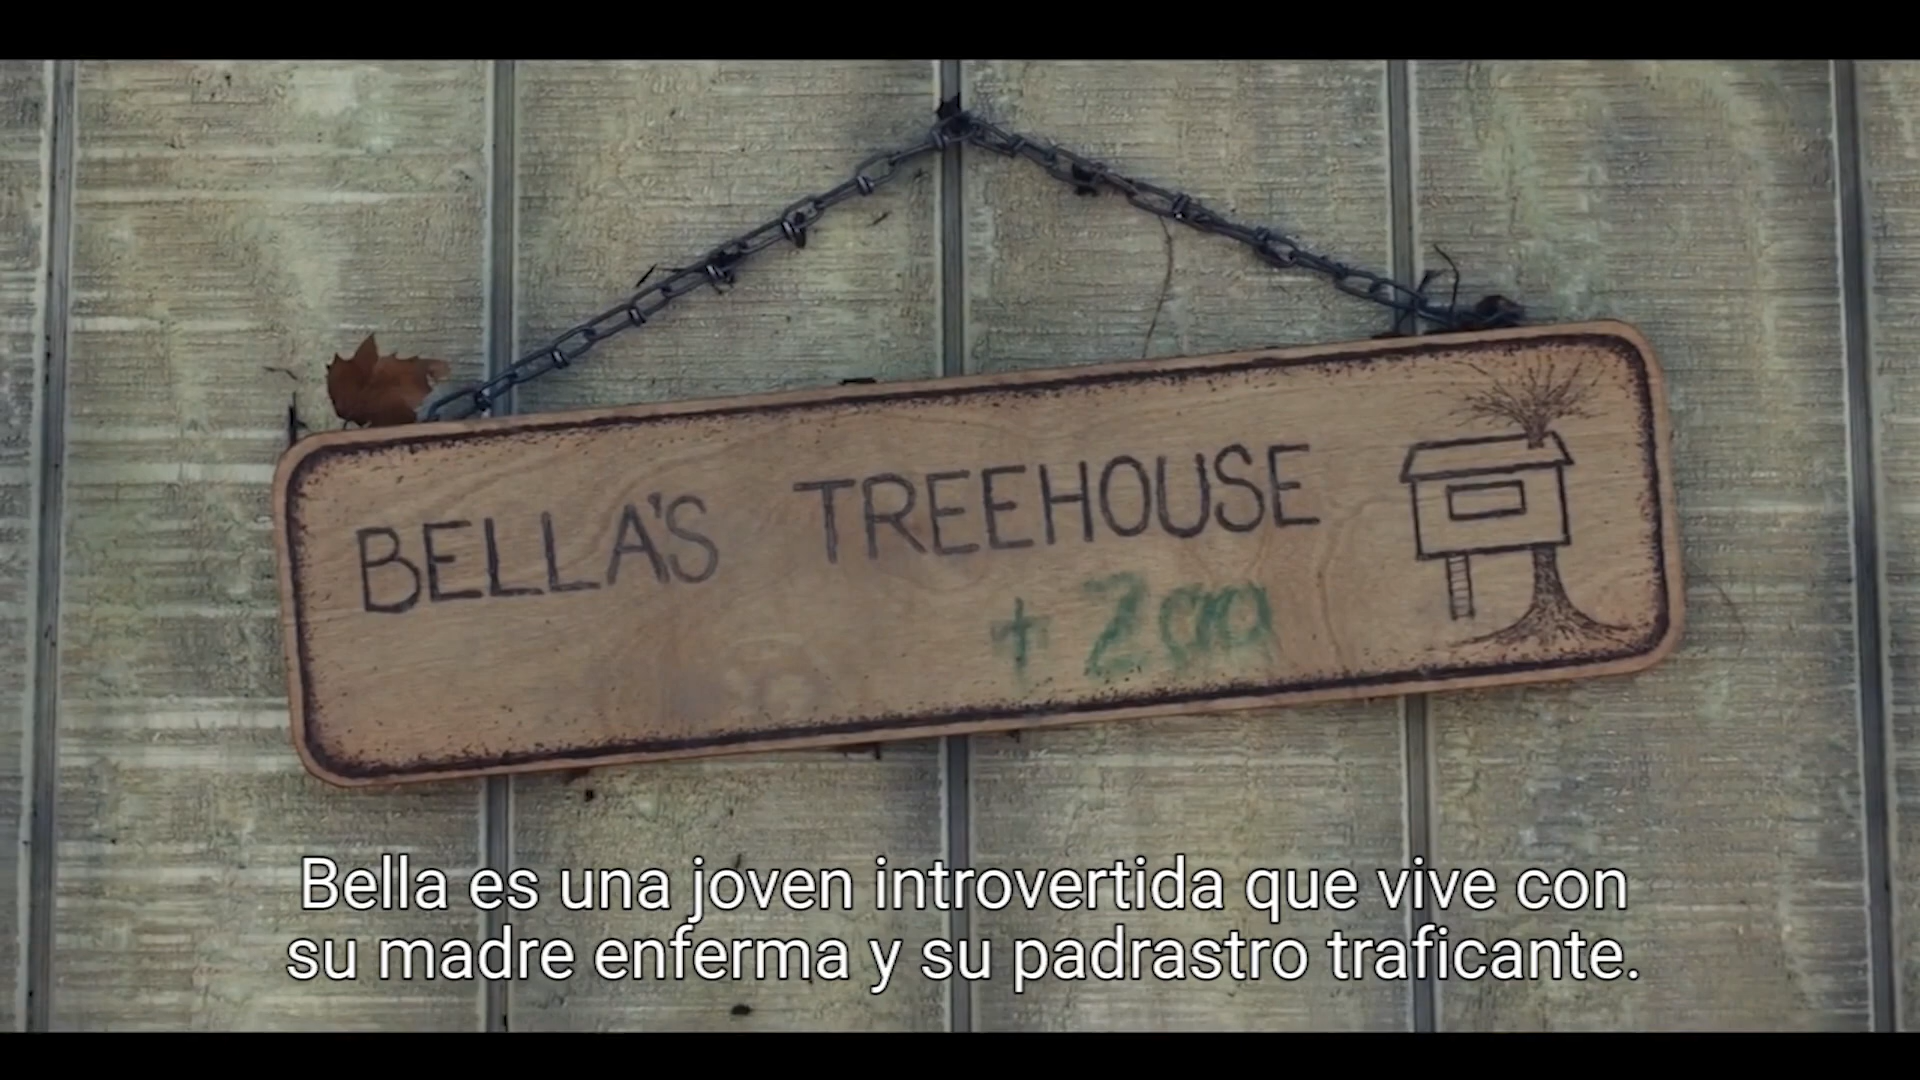 BELLA'S TREEHOUSE
Bella es una joven introvertida que vive con
su madre enferma y su padrastro traficante.